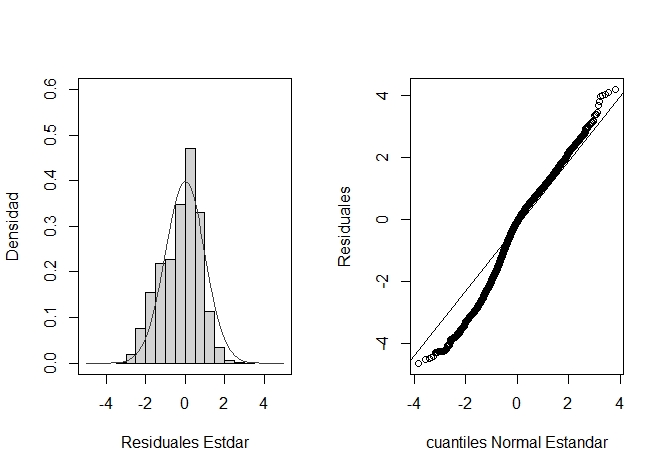 Densidad
0.0 0.1 0.2 0.3 0.4 0.5 0.6
-4 -2 0 2 4
Residuales Estdar
Residuales
-4 -2 0 2 4
-4 -2 0 2 4
cuantiles Normal Estandar